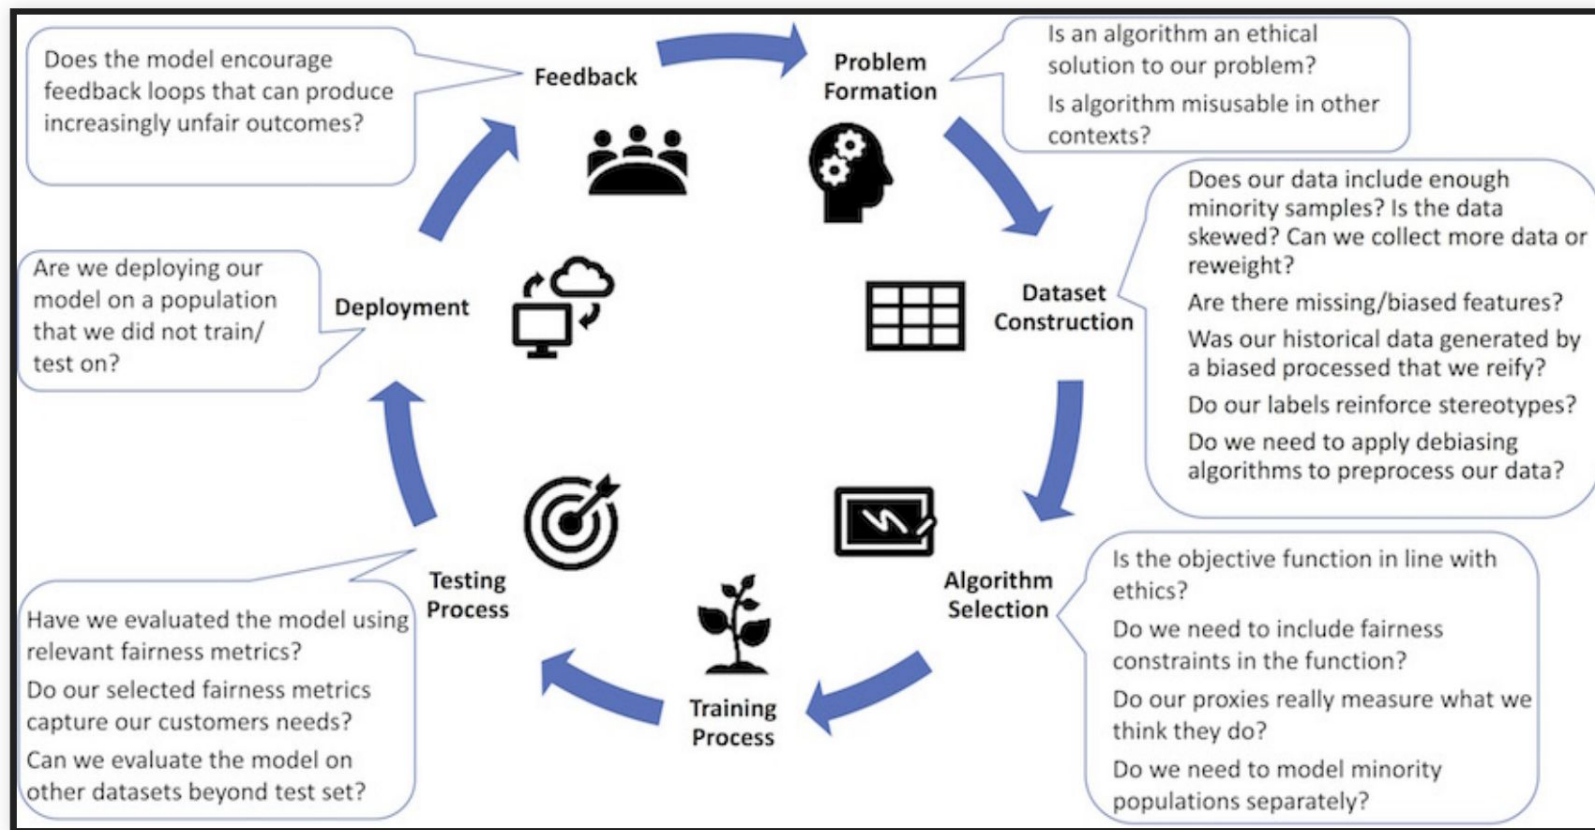 Feedback
Does the model encourage
feedback loops that can produce
increasingly unfair outcomes?
Problem
Formation
Is an algorithm an ethical
solution to our problem?
Is algorithm misusable in other
contexts?
Dataset
Construction
Does our data include enough
minority samples? Is the data
skewed? Can we collect more data or
reweight?
Are there missing/biased features?
Was our historical data generated by
a biased processed that we reify?
Do our labels reinforce stereotypes?
Do we need to apply debiasing
algorithms to preprocess our data?
Algorithm
Selection
Is the objective function in line with
ethics?
Do we need to include fairness
constraints in the function?
Do our proxies really measure what we
think they do?
Do we need to model minority
populations separately?
Training
Process
Testing
Process
Have we evaluated the model using
relevant fairness metrics?
Do our selected fairness metrics
capture our customers needs?
Can we evaluate the model on
other datasets beyond test set?
Deployment
Are we deploying our
model on a population
that we did not train/
test on?